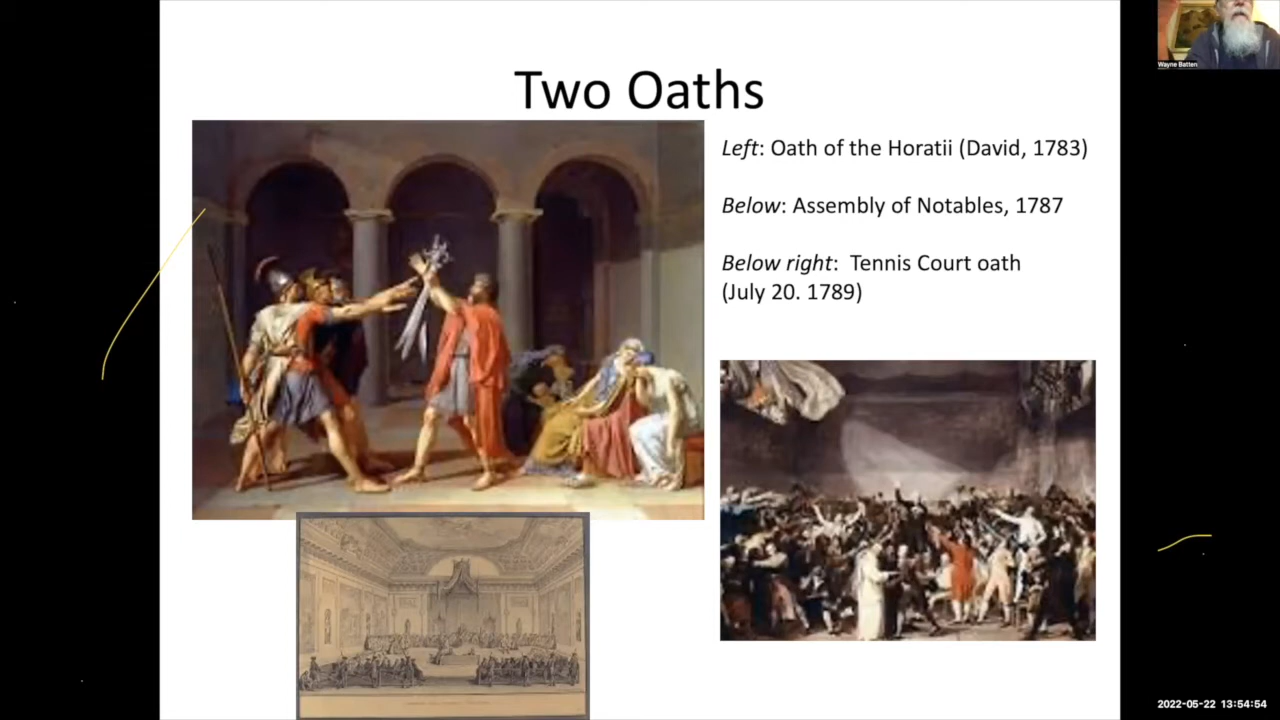 Two Oaths
Left: Oath of the Horatii (David, 1783)
Below: Assembly of Notables, 1787
Below right: Tennis Court oath
(July 20. 1789)
Wayne Batten
2022-05-22 13:54:54